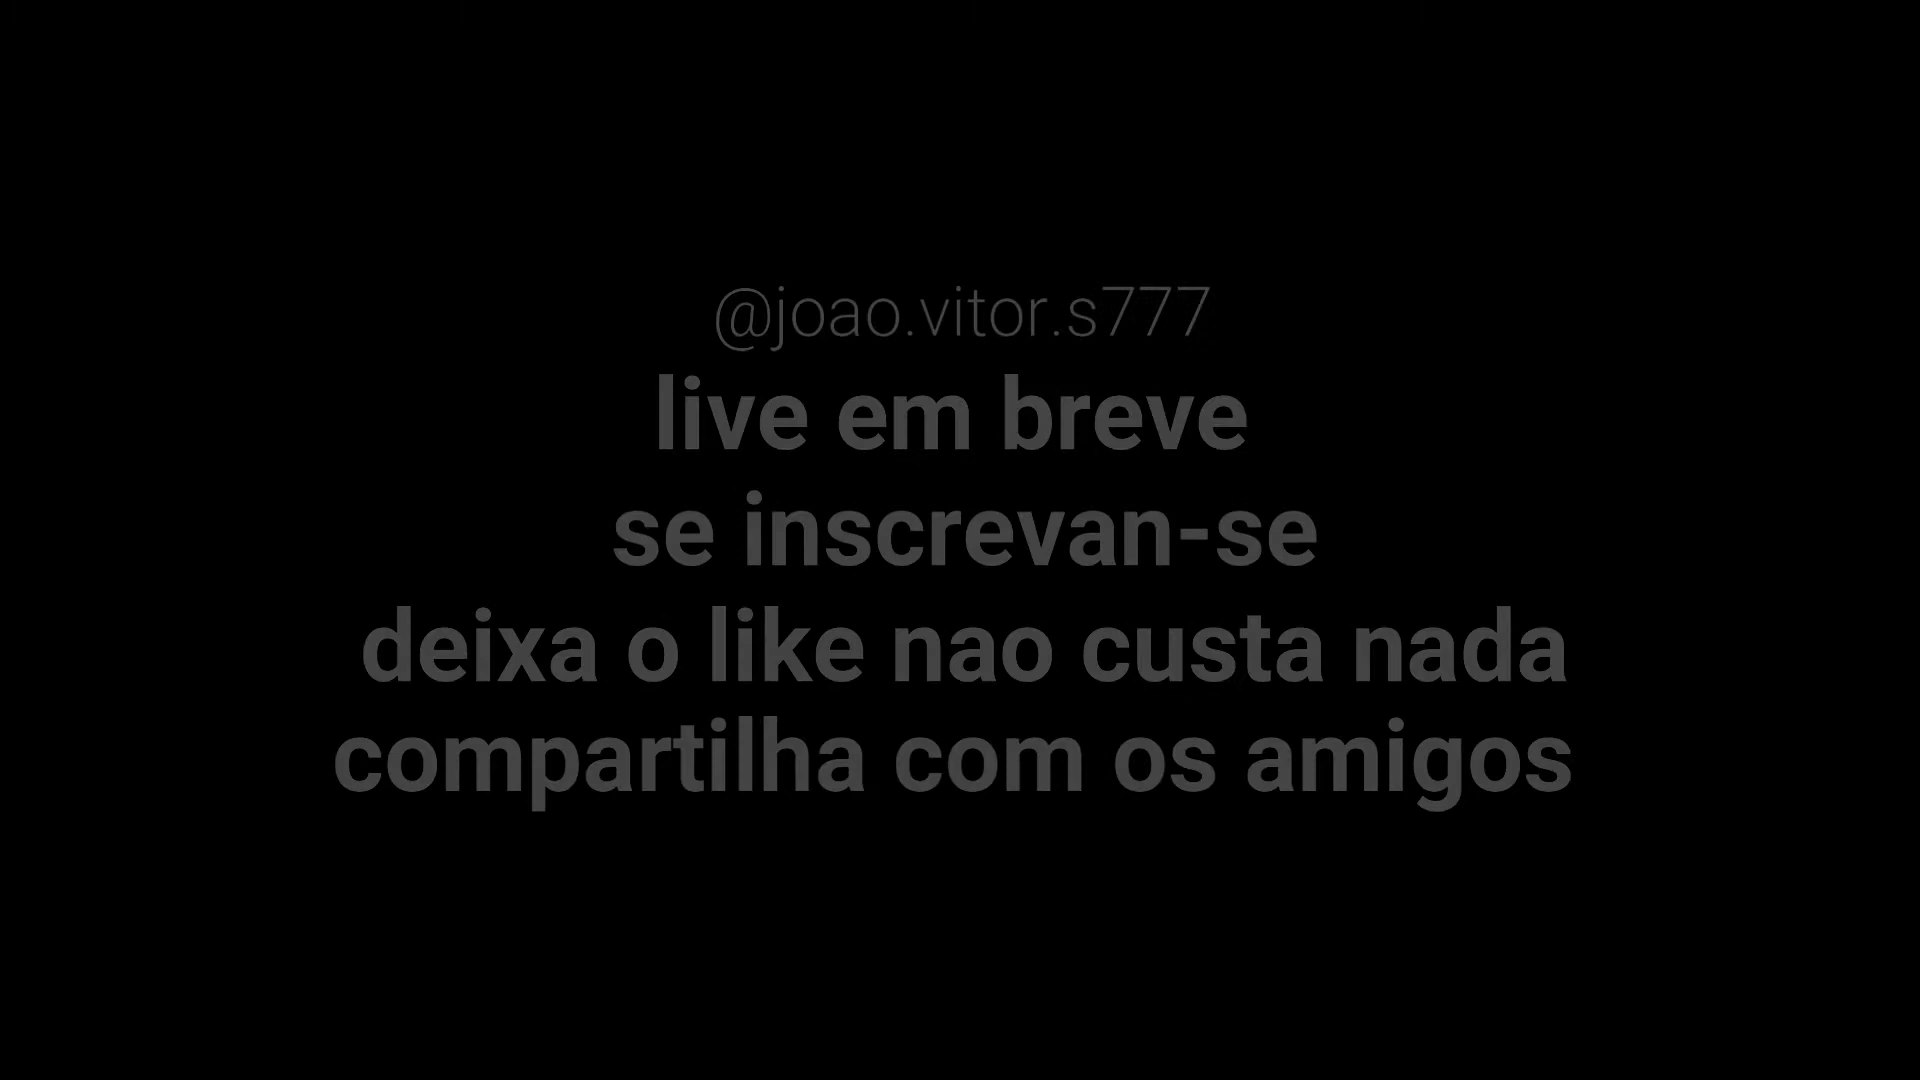 @joao.vitor.s777
live em breve
se inscrevan-se
deixa o like nao custa nada
compartilha com os amigos